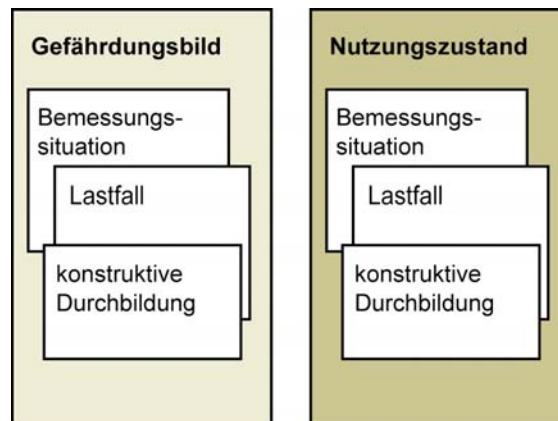 Gefährdungsbild
Bemessungs-
situation
Lastfall
konstruktive
Durchbildung
Nutzungszustand
Bemessungs-
situation
Lastfall
konstruktive
Durchbildung